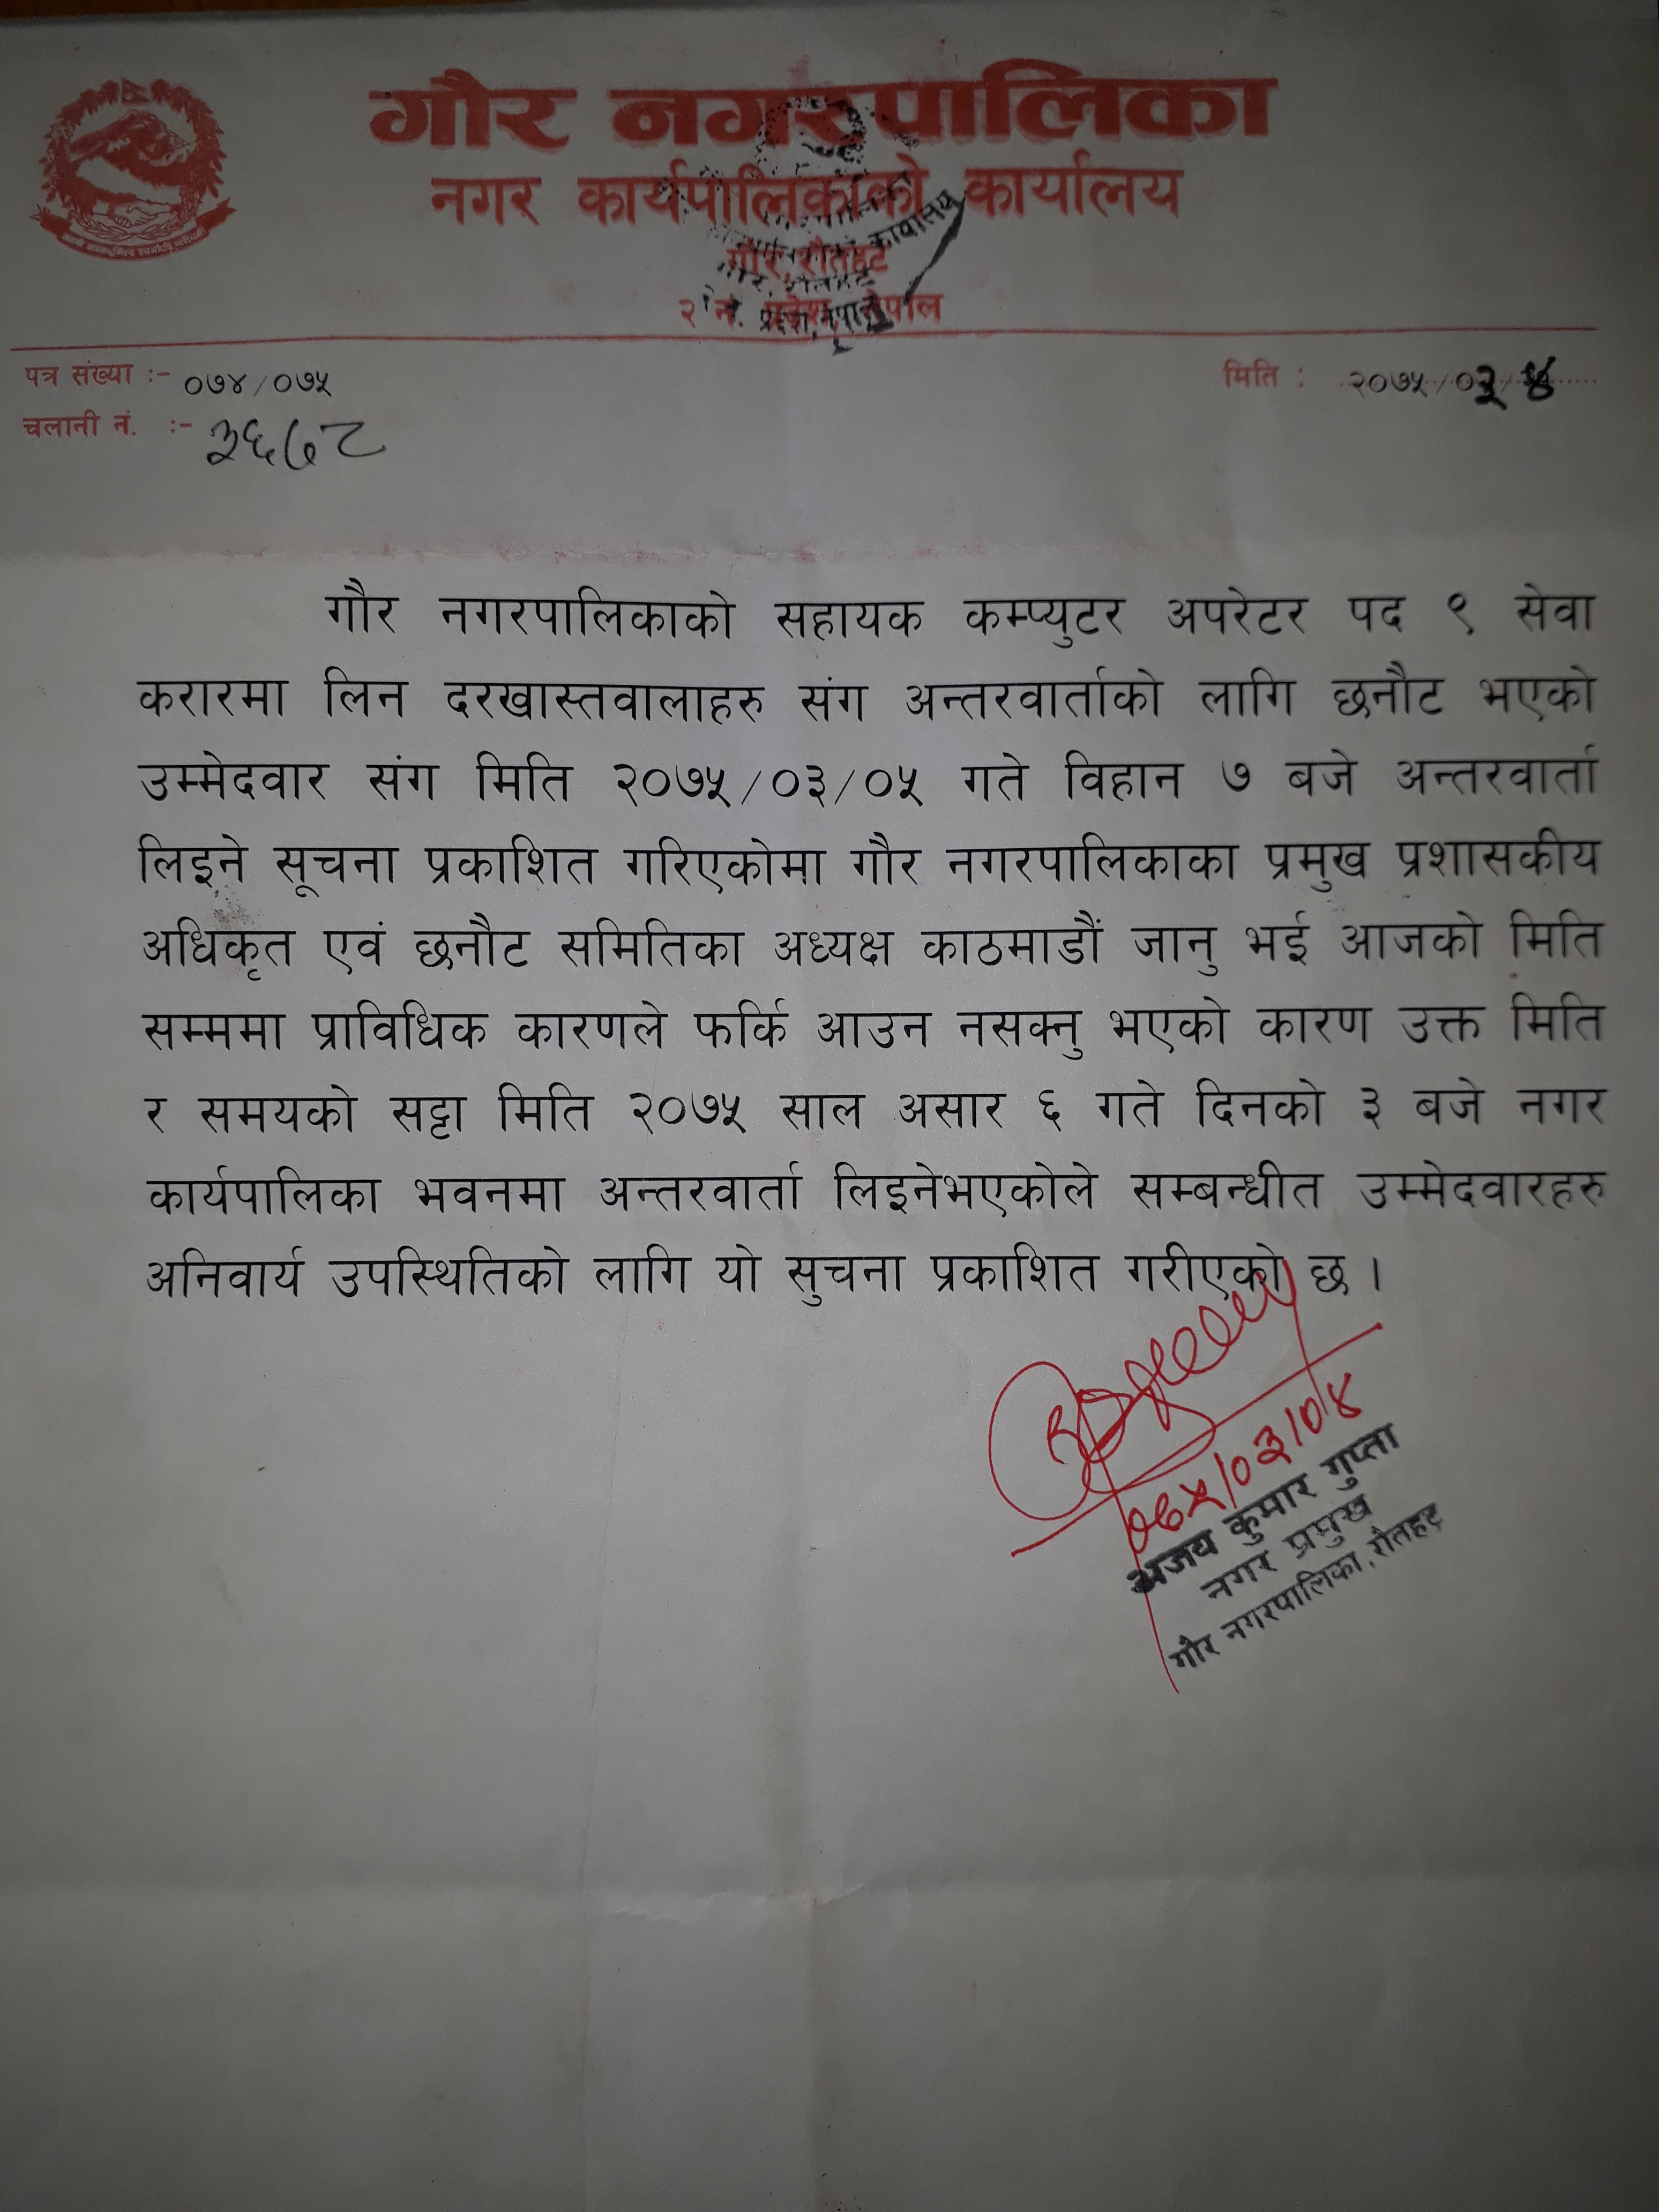 गौर नगरपालिका
नगर कार्यपालिकाको कार्यालय
गौर, रौतहट
२ नं. प्रदेश, नेपाल
पत्र संख्या :- ०७४/०७५
मिति : २०७५/०३/४
चलानी नं. :- ३६७८
गौर नगरपालिकाको सहायक कम्प्युटर अपरेटर पद ९ सेवा
करारमा लिन दरखास्तवालाहरु संग अन्तरवार्ताको लागि छनौट भएको
उम्मेदवार संग मिति २०७५/०३/०५ गते विहान ७ बजे अन्तरवार्ता
लिइने सूचना प्रकाशित गरिएकोमा गौर नगरपालिकाका प्रमुख प्रशासकीय
अधिकृत एवं छनौट समितिका अध्यक्ष काठमाडौं जानु भई आजको मिति
सम्ममा प्राविधिक कारणले फर्कि आउन नसक्नु भएको कारण उक्त मिति
र समयको सट्टा मिति २०७५ साल असार ६ गते दिनको ३ बजे नगर
कार्यपालिका भवनमा अन्तरवार्ता लिइनेभएकोले सम्बन्धीत उम्मेदवारहरु
अनिवार्य उपस्थितिको लागि यो सुचना प्रकाशित गरीएको छ ।
०७५/०३/०४
अजय कुमार गुप्ता
नगर प्रमुख
गौर नगरपालिका, रौतहट